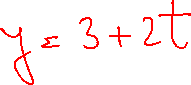 y = 3 + 2t